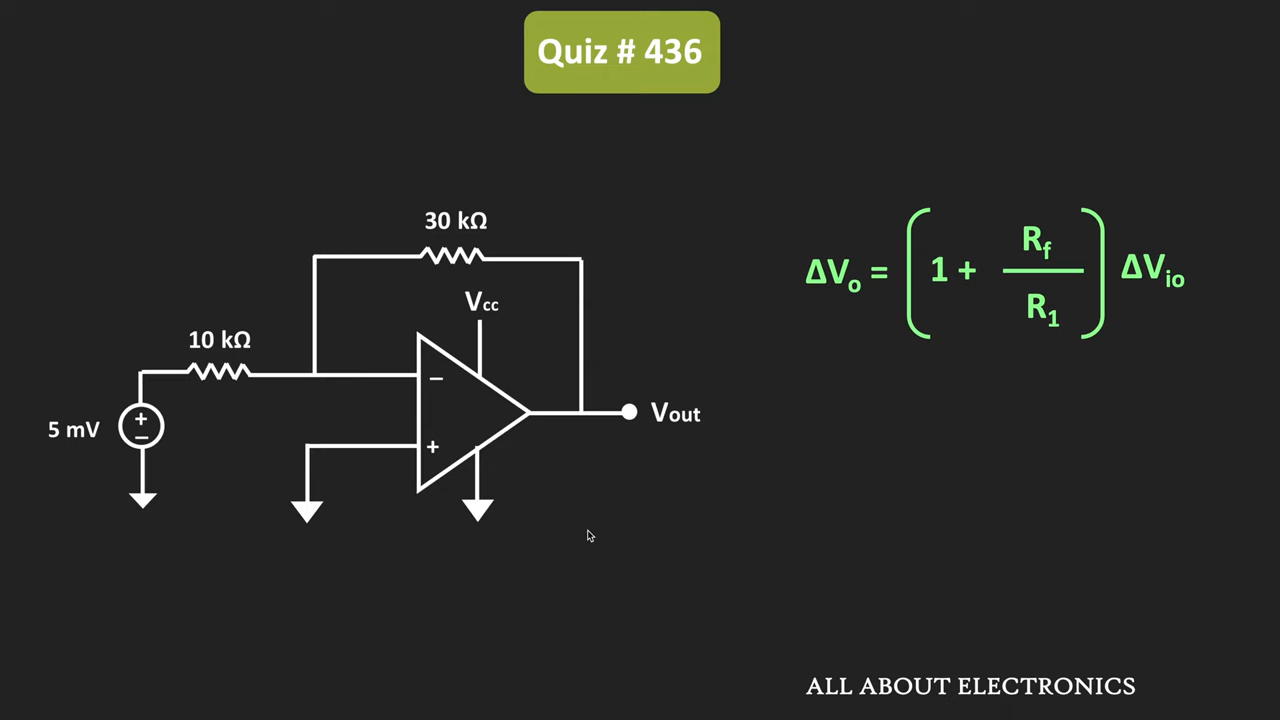 Quiz # 436
30 kΩ
Vcc
10 kΩ
5 mV
+
−
−
+
Vout
ΔVo = ( 1 + Rf / R1 ) ΔVio
ALL ABOUT ELECTRONICS